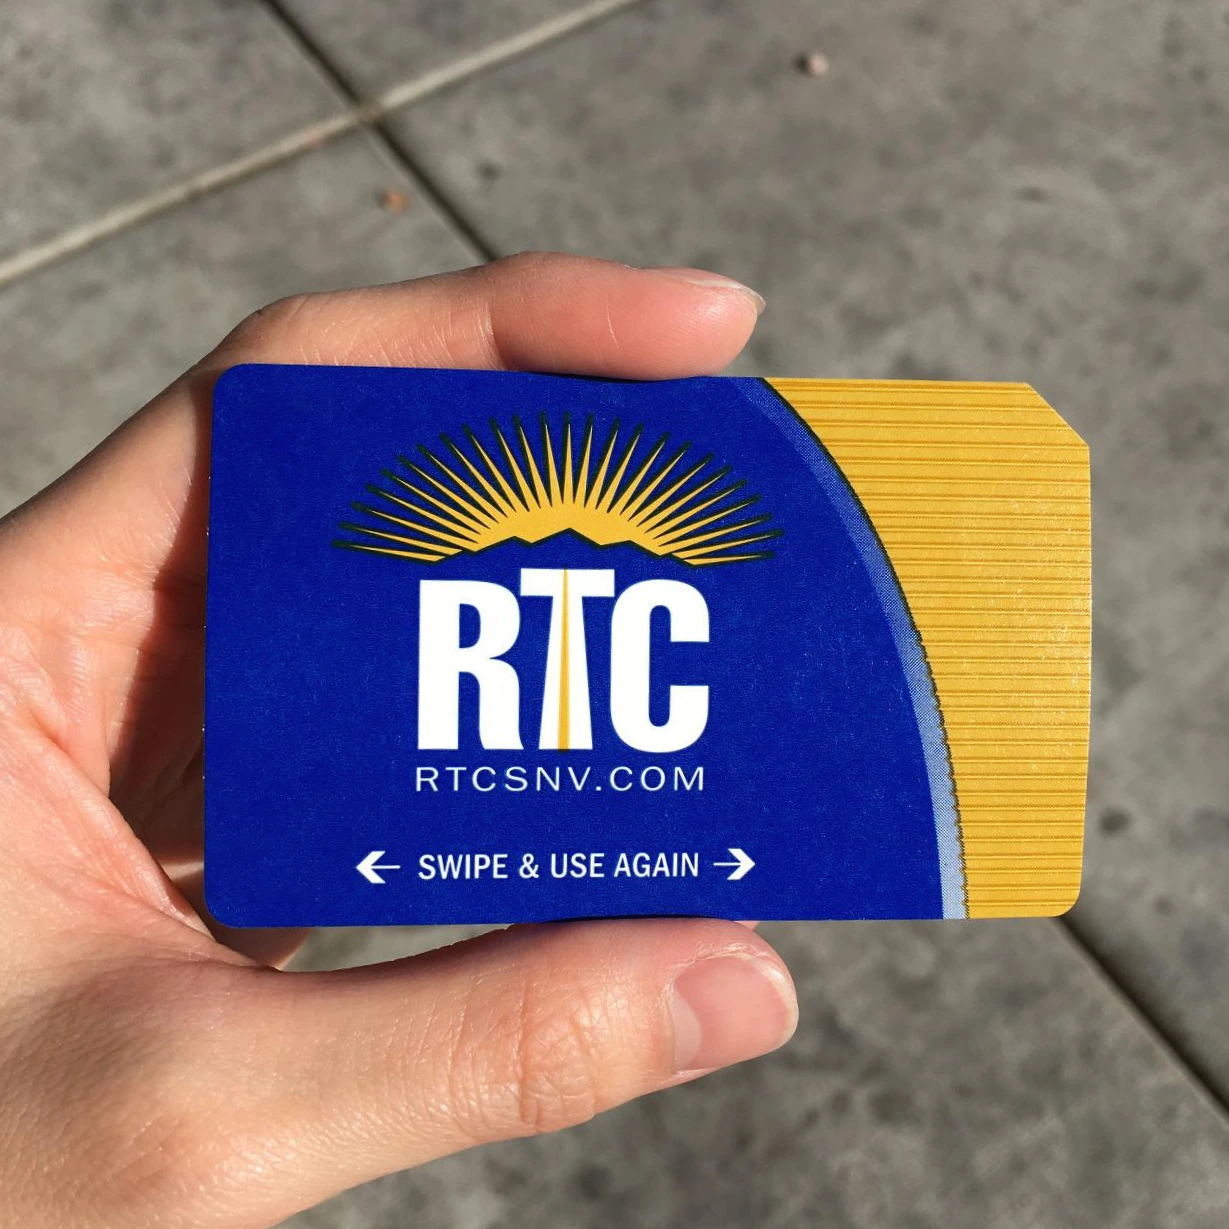 RTC
RTCSNV.COM
← SWIPE & USE AGAIN →